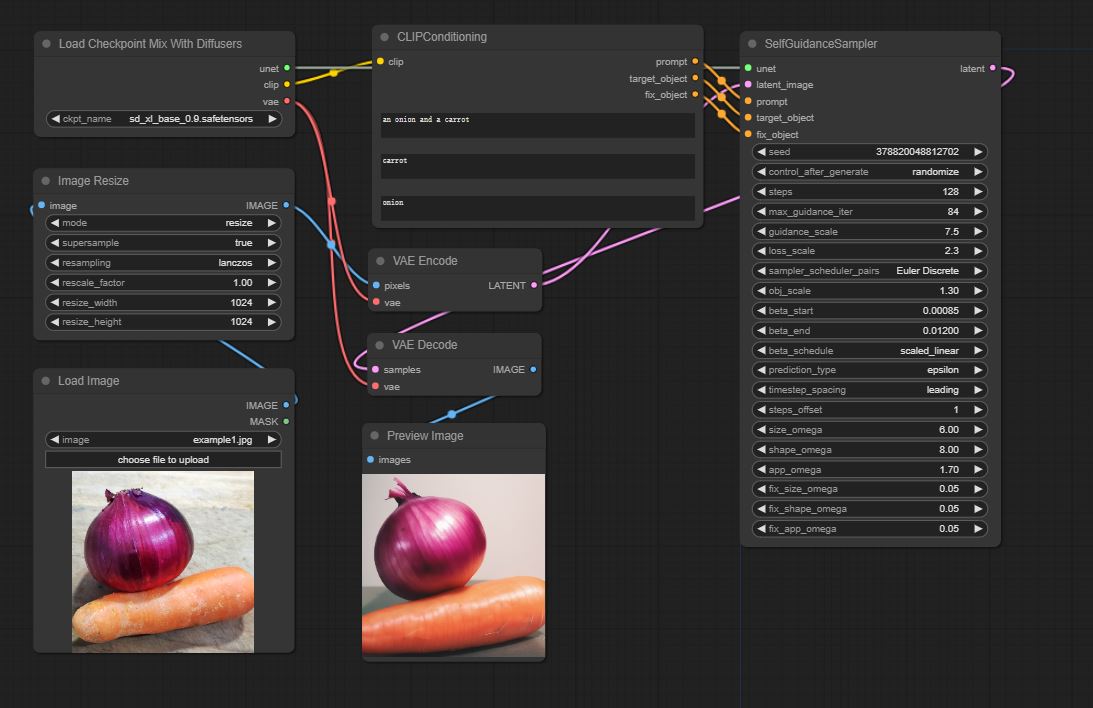 Load Checkpoint Mix With Diffusers
unet
clip
vae
ckpt_name sd_xl_base_0.9.safetensors
Image Resize
image IMAGE
mode resize
supersample true
resampling lanczos
rescale_factor 1.00
resize_width 1024
resize_height 1024
Load Image
IMAGE
MASK
image example1.jpg
choose file to upload
CLIPConditioning
clip prompt
target_object
fix_object
an onion and a carrot
carrot
onion
VAE Encode
pixels LATENT
vae
VAE Decode
samples IMAGE
vae
Preview Image
images
SelfGuidanceSampler
unet latent
latent_image
prompt
target_object
fix_object
seed 378820048812702
control_after_generate randomize
steps 128
max_guidance_iter 84
guidance_scale 7.5
loss_scale 2.3
sampler_scheduler_pairs Euler Discrete
obj_scale 1.30
beta_start 0.00085
beta_end 0.01200
beta_schedule scaled_linear
prediction_type epsilon
timestep_spacing leading
steps_offset 1
size_omega 6.00
shape_omega 8.00
app_omega 1.70
fix_size_omega 0.05
fix_shape_omega 0.05
fix_app_omega 0.05